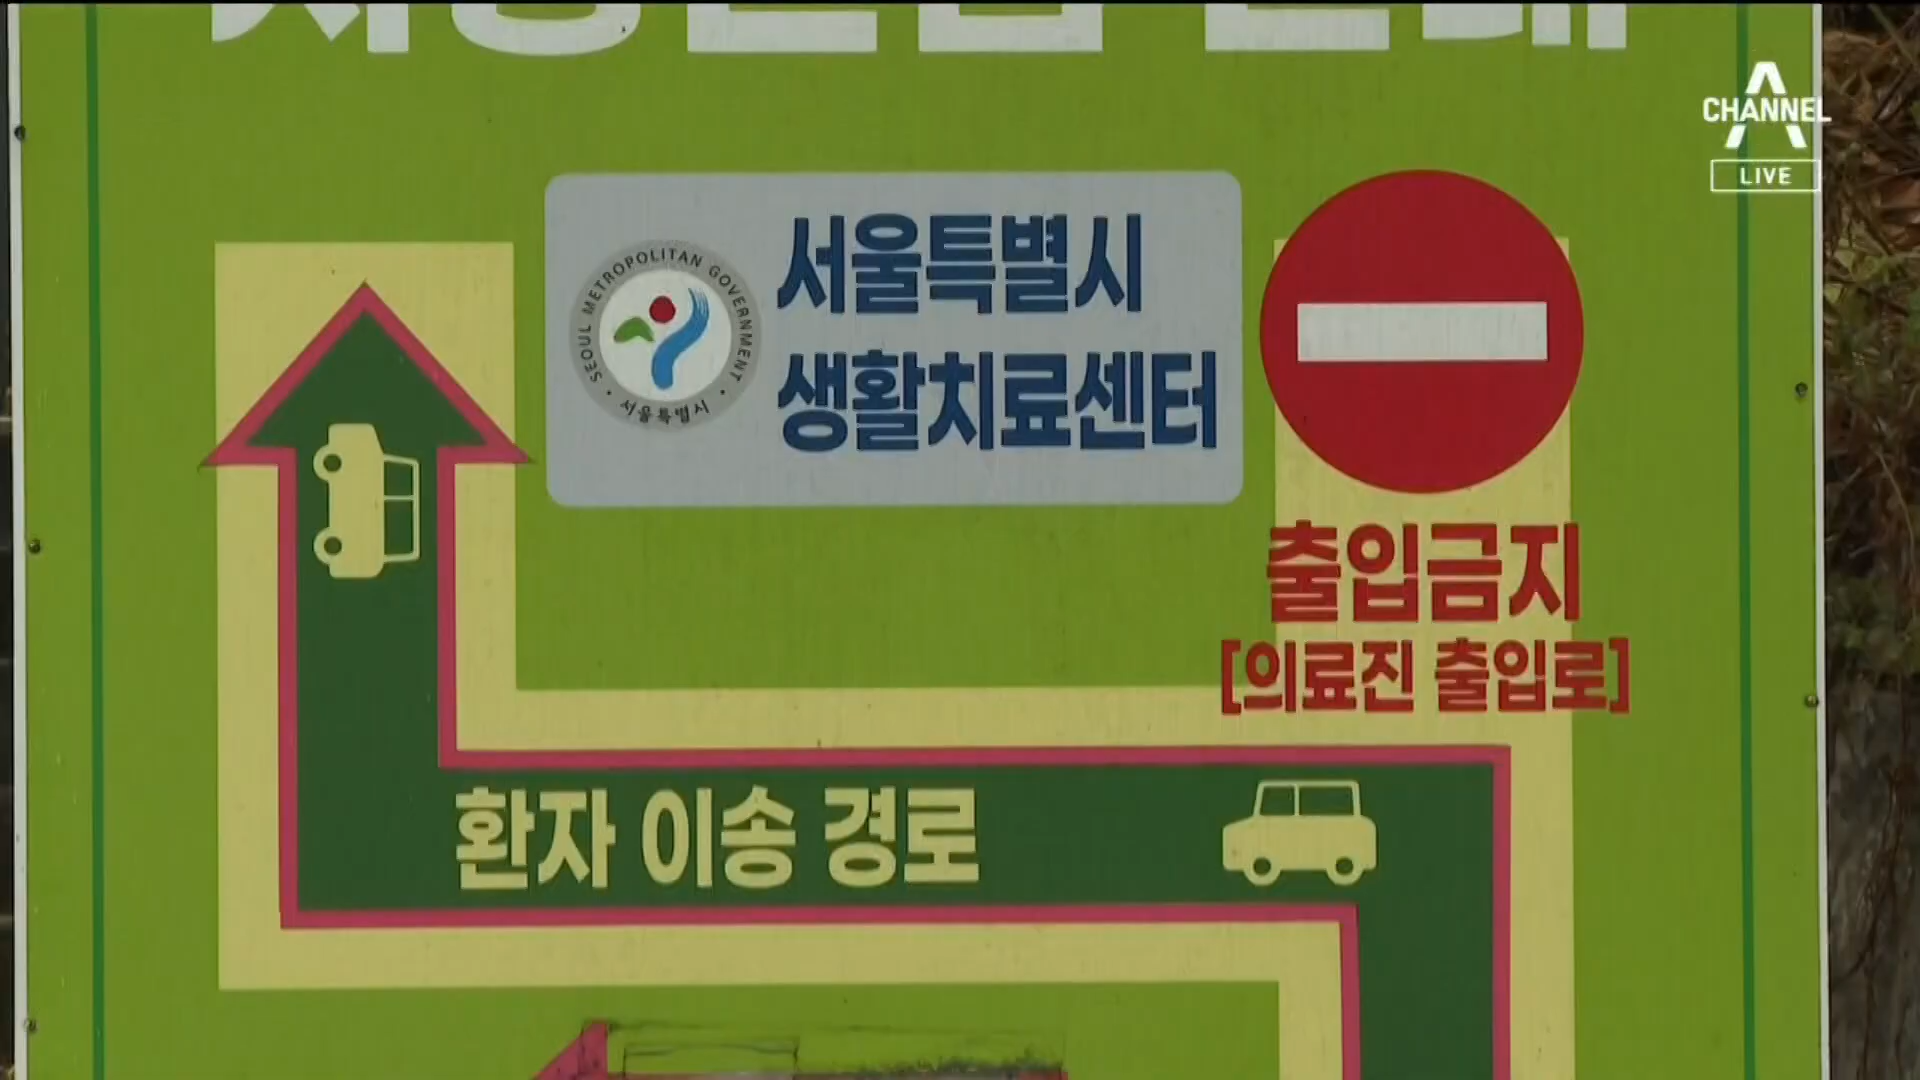 CHANNEL A
LIVE
SEOUL METROPOLITAN GOVERNMENT
서울특별시
서울특별시
생활치료센터
출입금지
[의료진 출입로]
환자 이송 경로